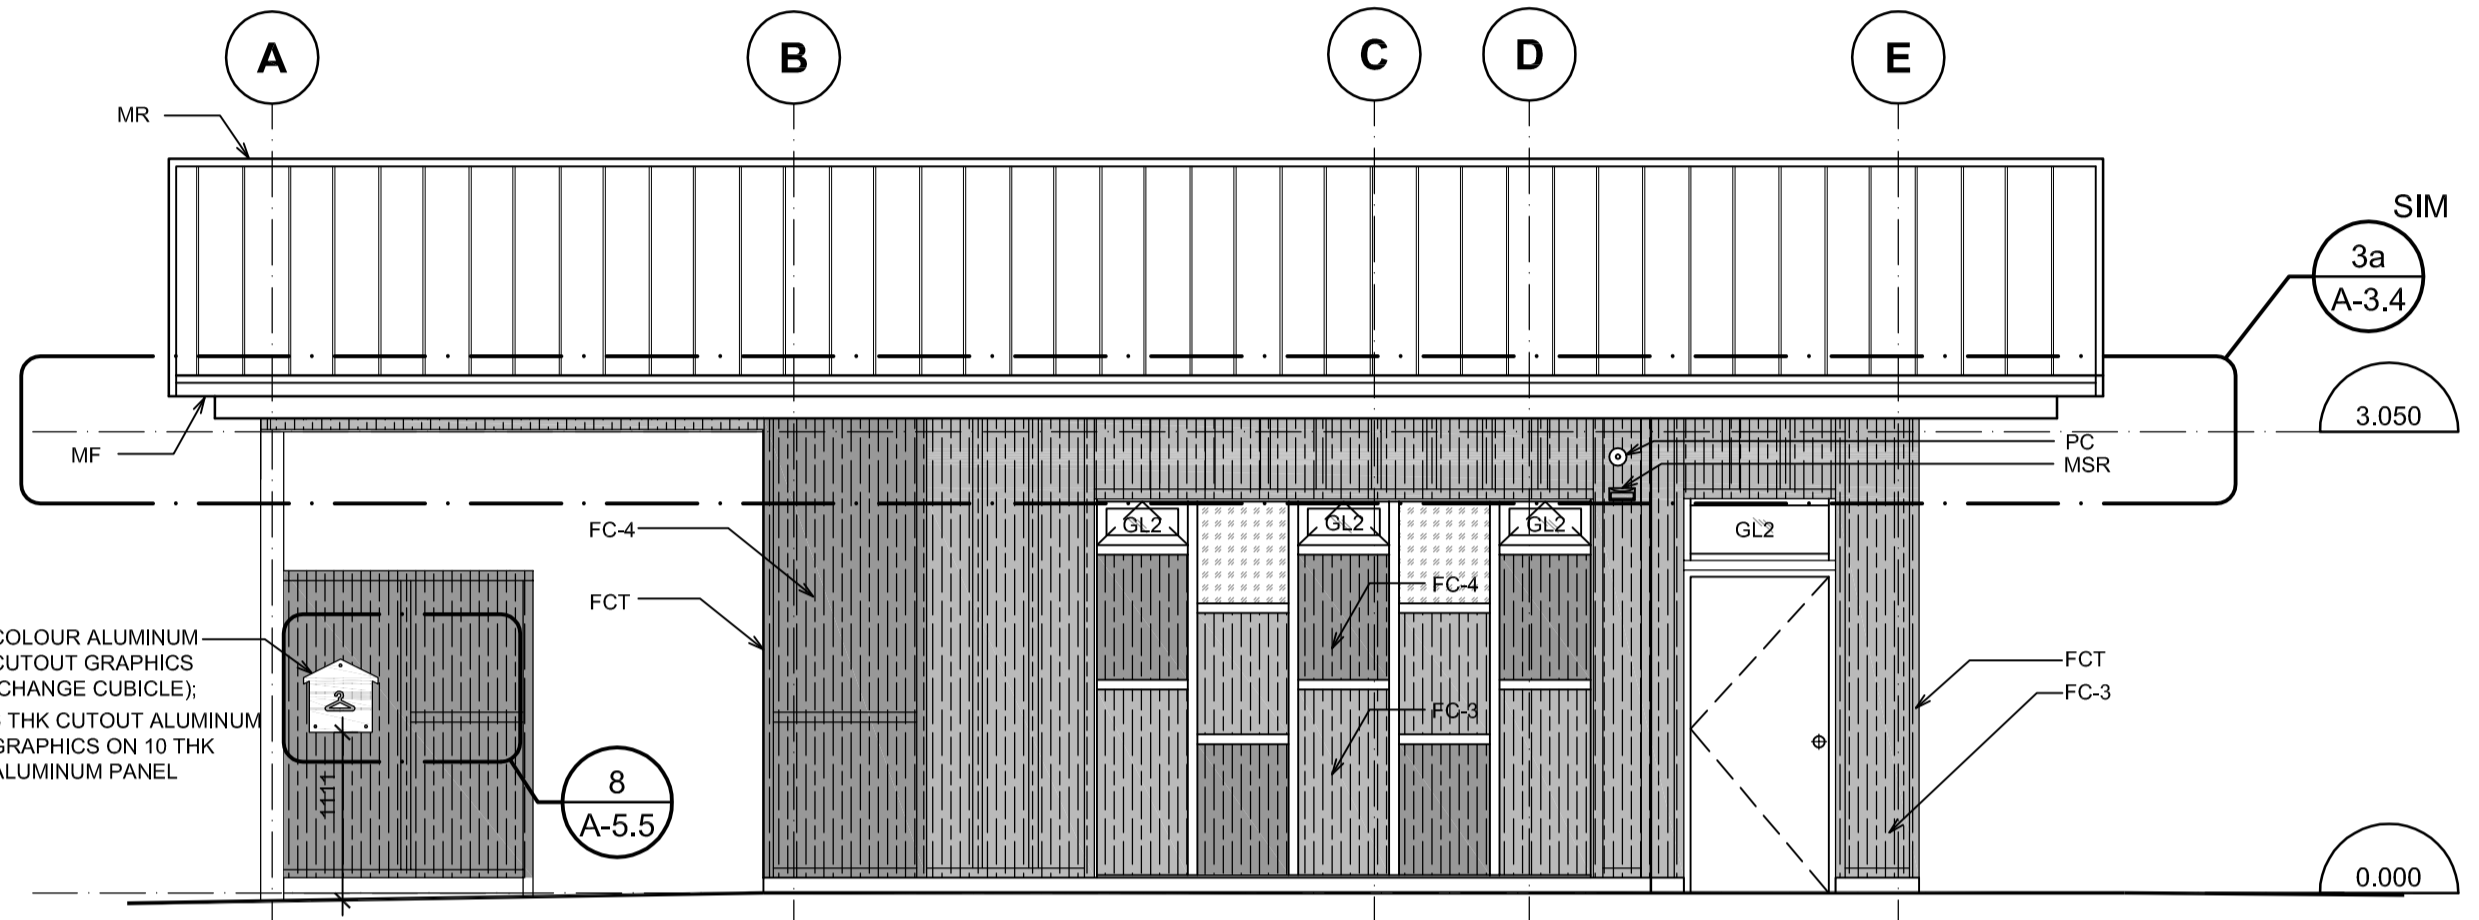 A
B
C
D
E
MR
SIM
3a
A-3.4
3.050
MF
PC
MSR
GL2
GL2
GL2
GL2
FC-4
FC-4
FCT
COLOUR ALUMINUM
CUTOUT GRAPHICS
CHANGE CUBICLE);
THK CUTOUT ALUMINUM
GRAPHICS ON 10 THK
ALUMINUM PANEL
1111
8
A-5.5
FC-3
FCT
FC-3
0.000